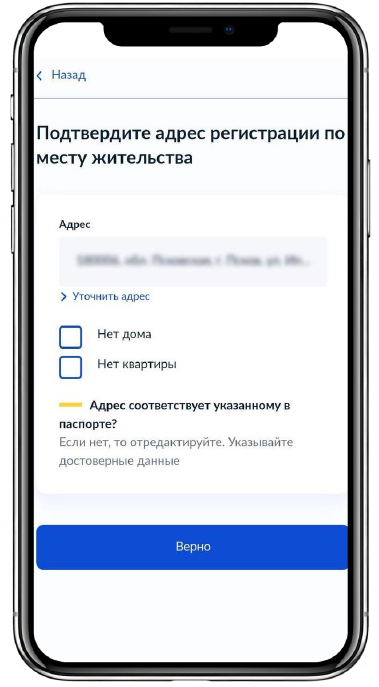 Назад
Подтвердите адрес регистрации по
месту жительства
Адрес
Уточнить адрес
Нет дома
Нет квартиры
Адрес соответствует указанному в
паспорте?
Если нет, то отредактируйте. Указывайте
достоверные данные
Верно